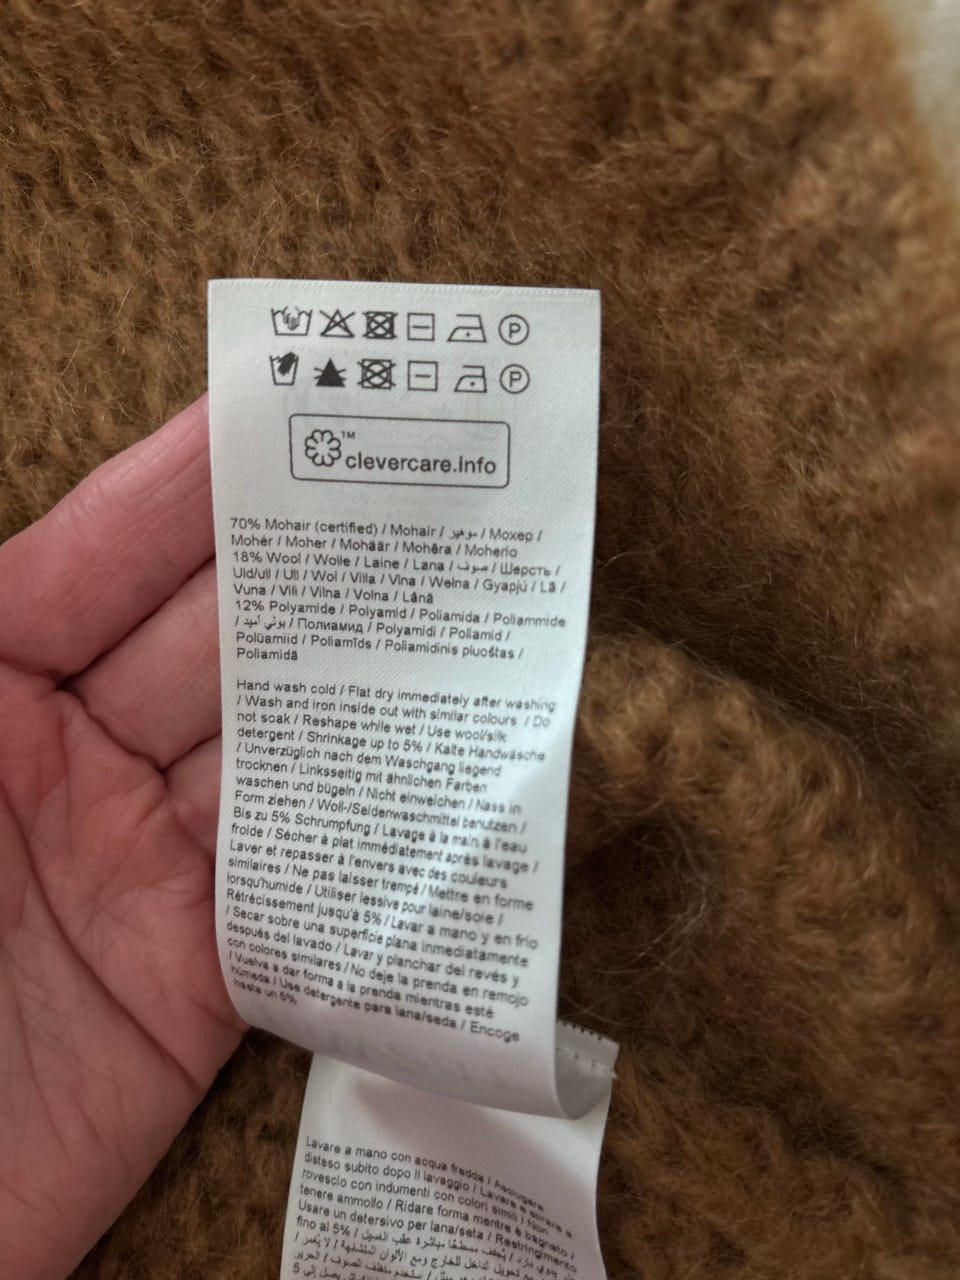 P
P
™
clevercare.info
70% Mohair (certified) / Mohair / موهير / Мохер /
Mohér / Moher / Mohäär / Mohēra / Moherio
18% Wool / Wolle / Laine / Lana / صوف / Шерсть /
Uld/ull / Ull / Wol / Villa / Vlna / Wełna / Gyapjú / Lã /
Vuna / Vill / Vilna / Volna / Lână
12% Polyamide / Polyamid / Poliamida / Poliammide
/ بولي أميد / Полиамид / Polyamidi / Poliamid /
Polüamiid / Poliamīds / Poliamidinis pluoštas /
Poliamidă
Hand wash cold / Flat dry immediately after washing
/ Wash and iron inside out with similar colours / Do
not soak / Reshape while wet / Use wool/silk
detergent / Shrinkage up to 5% / Kalte Handwäsche
/ Unverzüglich nach dem Waschgang liegend
trocknen / Linksseitig mit ähnlichen Farben
waschen und bügeln / Nicht einweichen / Nass in
Form ziehen / Woll-/Seidenwaschmittel benutzen /
Bis zu 5% Schrumpfung / Lavage à la main à l'eau
froide / Sécher à plat immédiatement après lavage /
Laver et repasser à l'envers avec des couleurs
similaires / Ne pas laisser trempé / Mettre en forme
lorsqu'humide / Utiliser lessive pour laine/soie /
Rétrécissement jusqu'à 5% / Lavar a mano y en frío
/ Secar sobre una superficie plana inmediatamente
después del lavado / Lavar y planchar del revés y
con colores similares / No deje la prenda en remojo
/ Vuelva a dar forma a la prenda mientras esté
húmeda / Use detergente para lana/seda / Encoge
hasta un 5%
Lavare a mano con acqua fredda / Asciugare
disteso subito dopo il lavaggio / Lavare e stirare a
rovescio con indumenti con colori simili / Non
tenere ammollo / Ridare forma mentre è bagnato /
Usare un detersivo per lana/seta / Restringimento
fino al 5% / يجفف مسطحًا مباشرة عقب الغسيل /